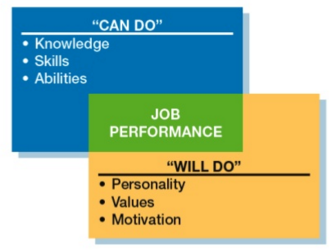 “CAN DO”
• Knowledge
• Skills
• Abilities
JOB
PERFORMANCE
“WILL DO”
• Personality
• Values
• Motivation